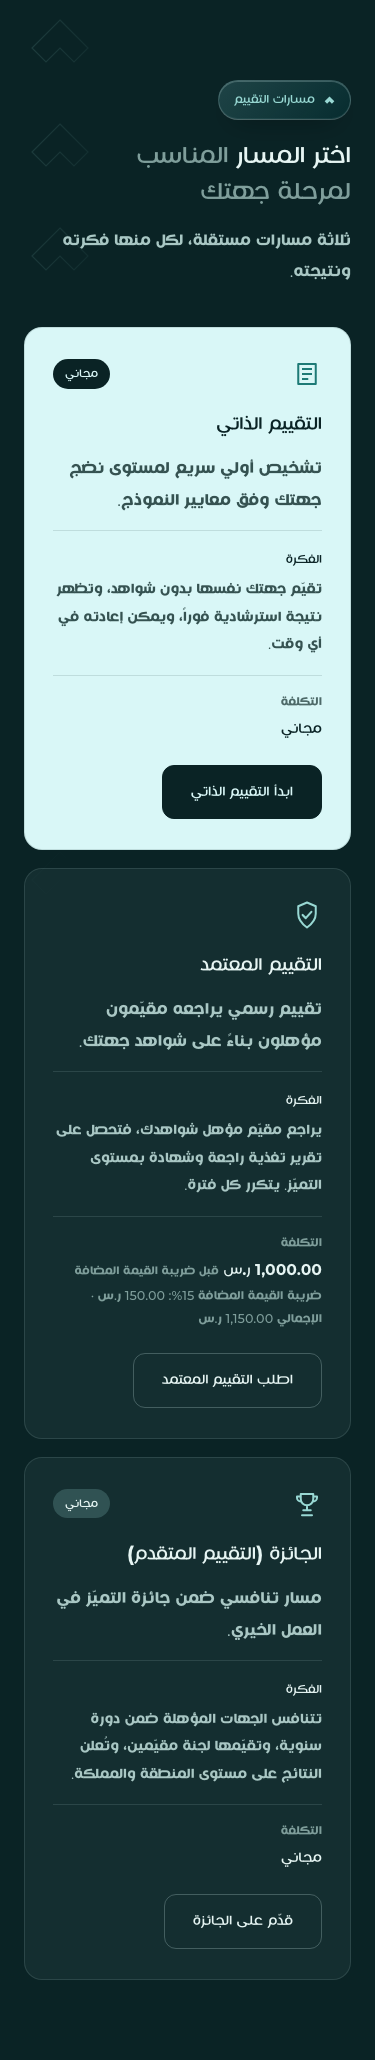 مسارات التقييم
اختر المسار المناسب
لمرحلة جهتك
ثلاثة مسارات مستقلة، لكل منها فكرته
ونتيجته.
مجاني
التقييم الذاتي
تشخيص أولي سريع لمستوى نضج
جهتك وفق معايير النموذج.
الفكرة
تقيّم جهتك نفسها بدون شواهد، وتظهر
نتيجة استرشادية فوراً، ويمكن إعادته في
أي وقت.
التكلفة
مجاني
ابدأ التقييم الذاتي
التقييم المعتمد
تقييم رسمي يراجعه مقيّمون
مؤهلون بناءً على شواهد جهتك.
الفكرة
يراجع مقيّم مؤهل شواهدك، فتحصل على
تقرير تغذية راجعة وشهادة بمستوى
التميّز. يتكرر كل فترة.
التكلفة
1,000.00 ر.س قبل ضريبة القيمة المضافة
ضريبة القيمة المضافة 15%: 150.00 ر.س ·
الإجمالي 1,150.00 ر.س
اطلب التقييم المعتمد
مجاني
الجائزة (التقييم المتقدم)
مسار تنافسي ضمن جائزة التميّز في
العمل الخيري.
الفكرة
تتنافس الجهات المؤهلة ضمن دورة
سنوية، وتقيّمها لجنة مقيّمين، وتُعلن
النتائج على مستوى المنطقة والمملكة.
التكلفة
مجاني
قدّم على الجائزة